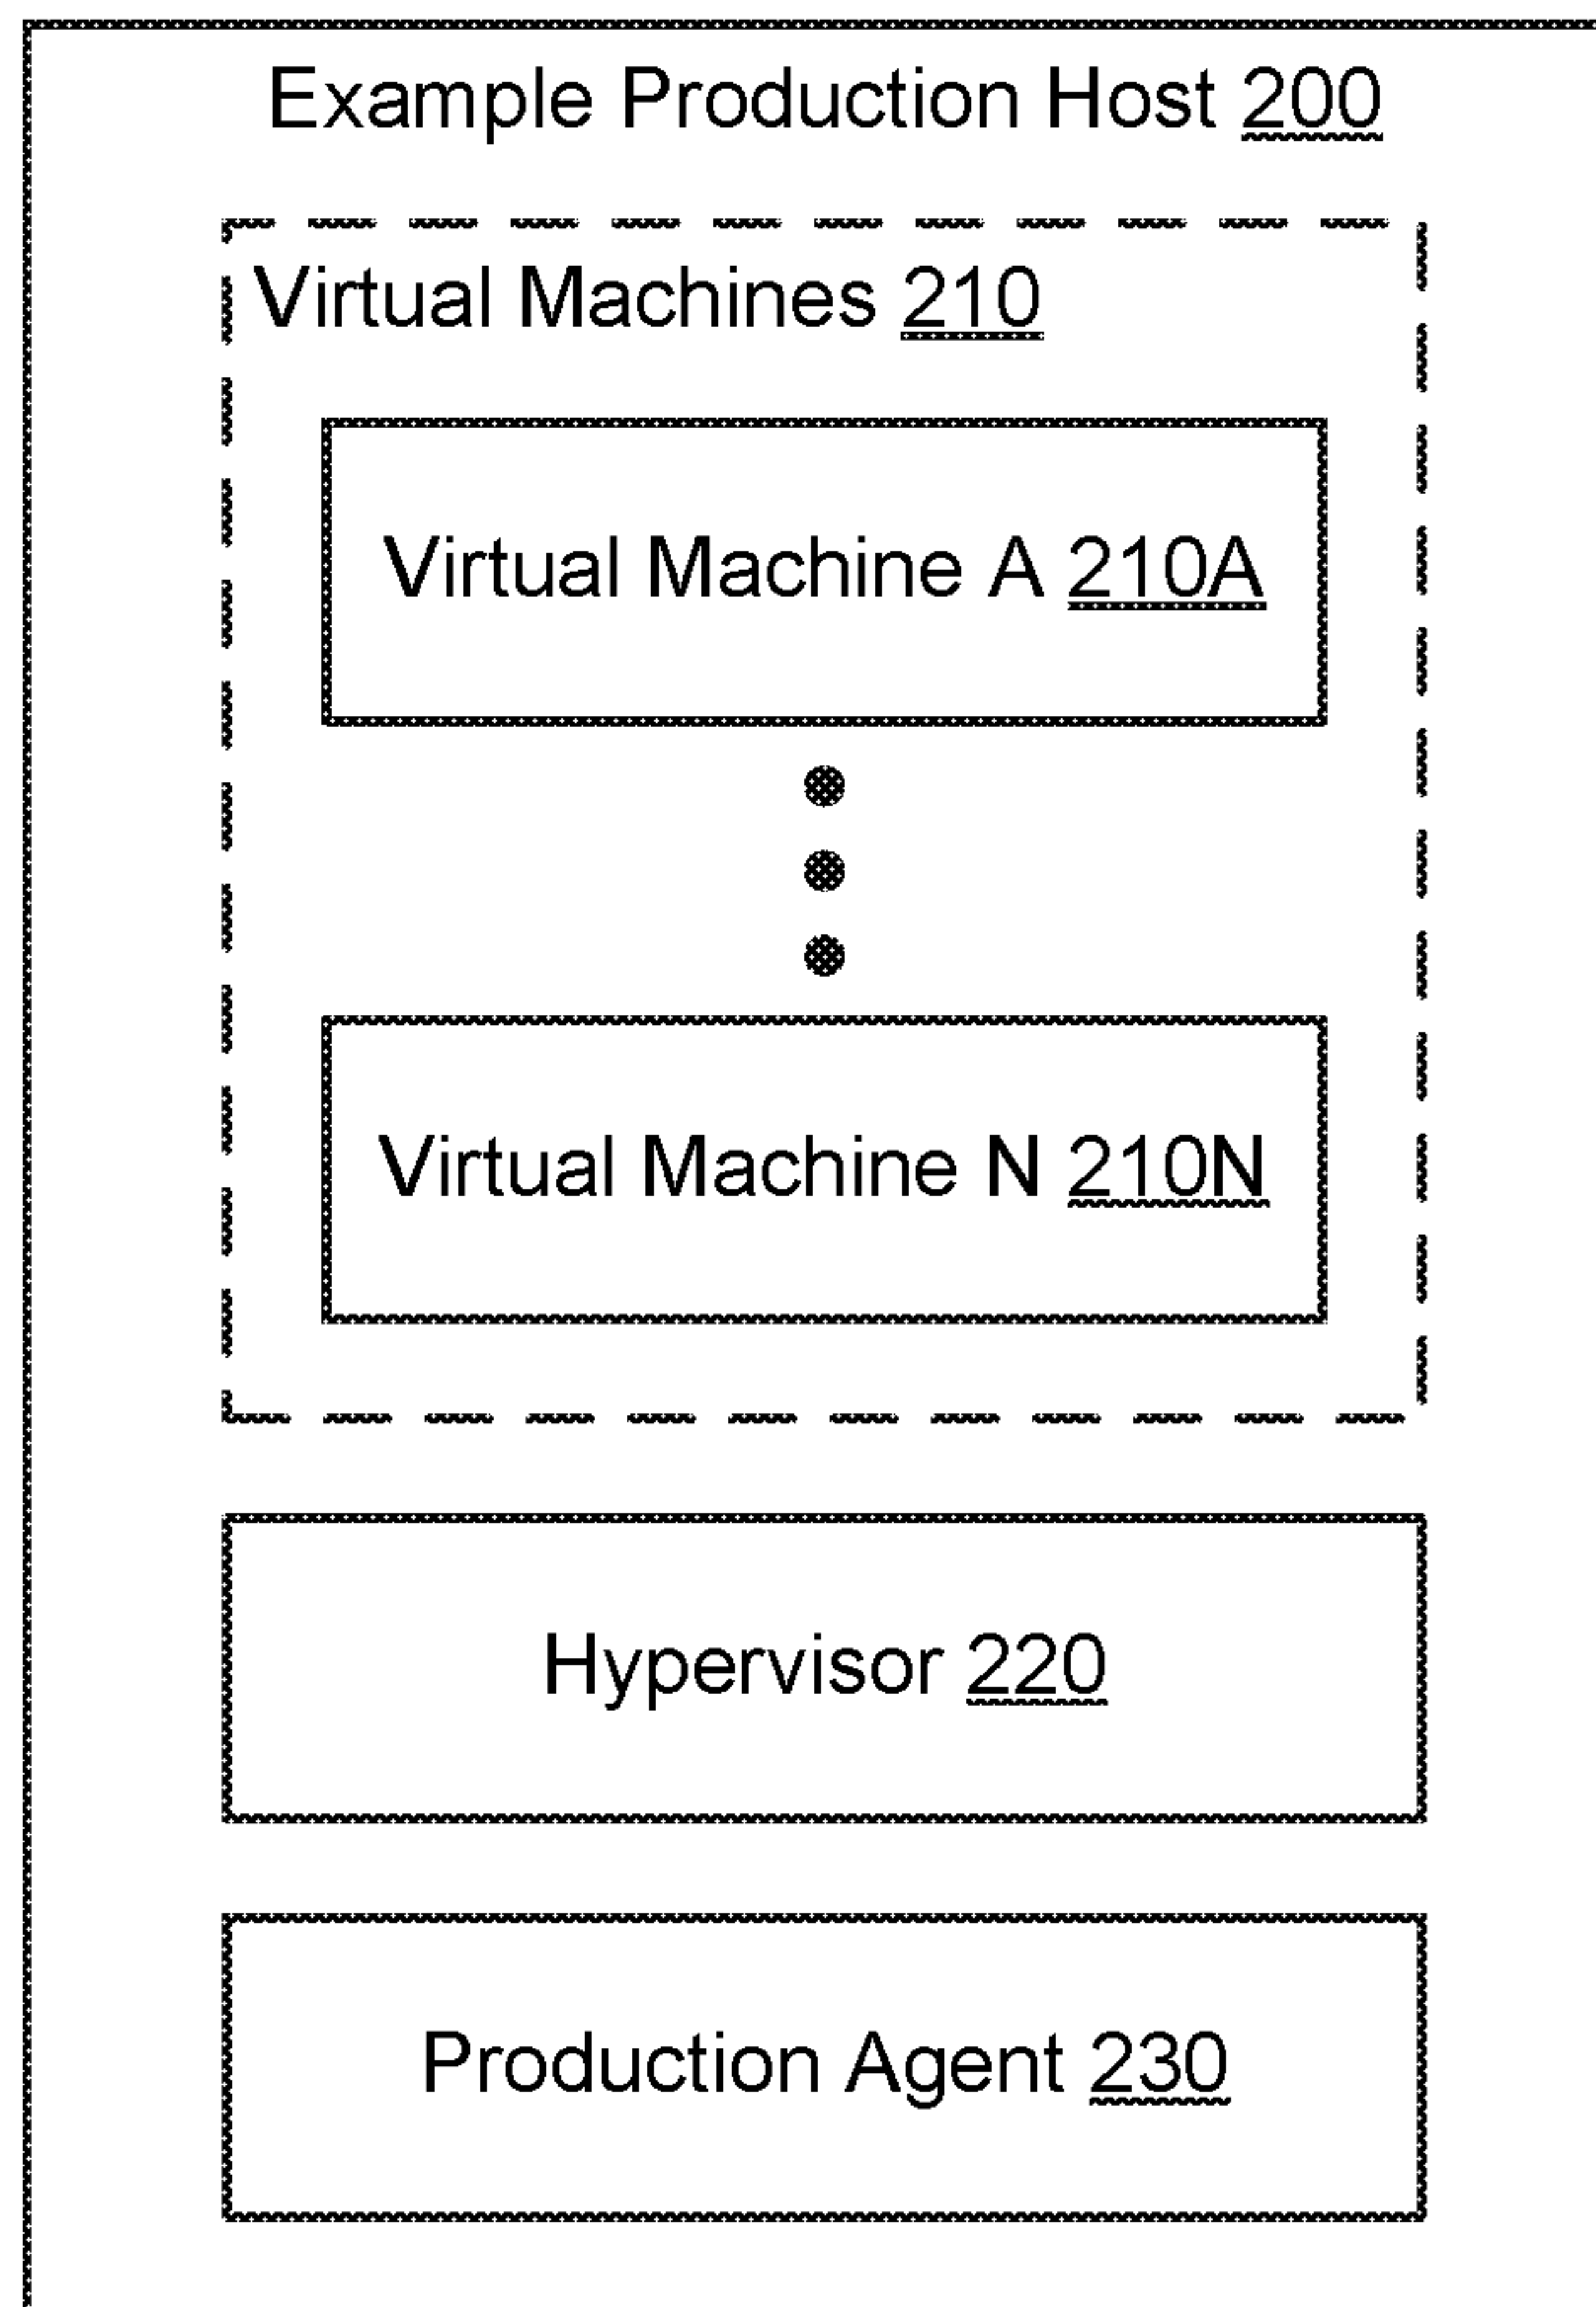 Example Production Host 200
Virtual Machines 210
Virtual Machine A 210A
Virtual Machine N 210N
Hypervisor 220
Production Agent 230